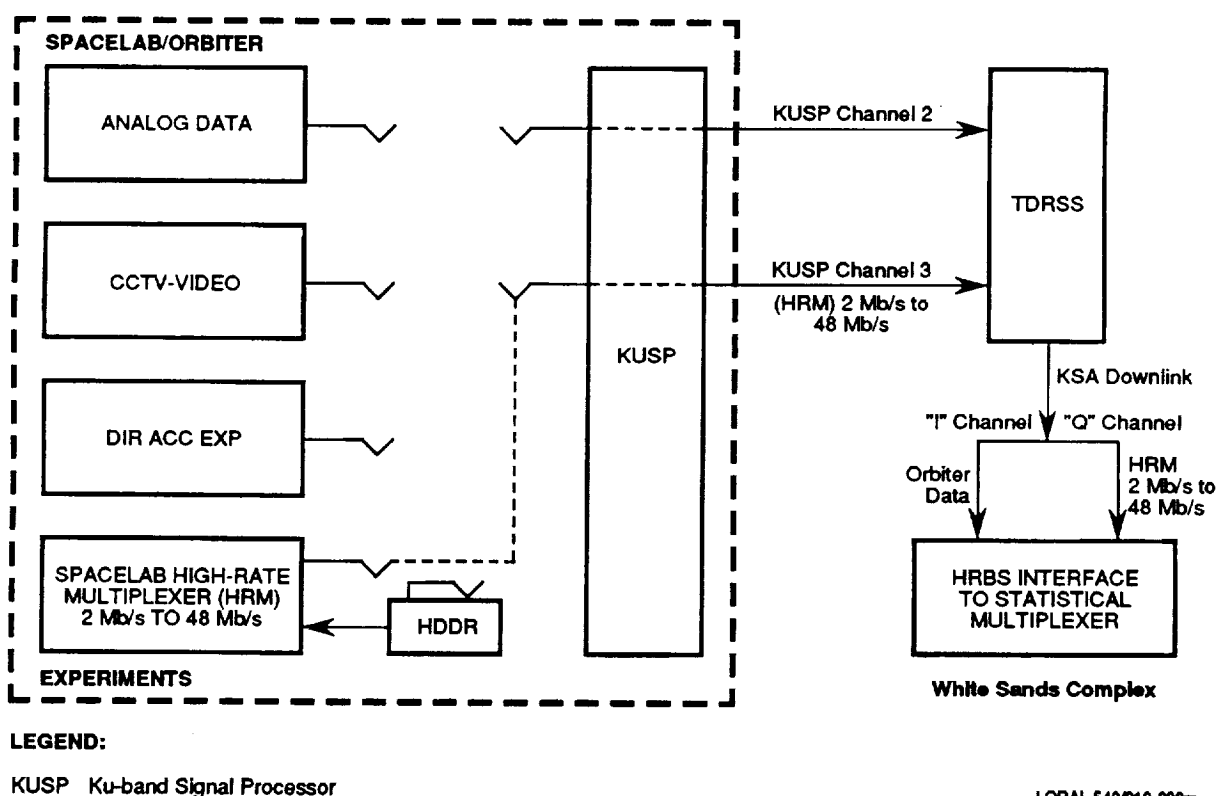 SPACELAB/ORBITER
ANALOG DATA
CCTV-VIDEO
DIR ACC EXP
SPACELAB HIGH-RATE
MULTIPLEXER (HRM)
2 Mb/s TO 48 Mb/s
HDDR
EXPERIMENTS
KUSP
KUSP Channel 2
KUSP Channel 3
(HRM) 2 Mb/s to
48 Mb/s
TDRSS
KSA Downlink
"I" Channel
"Q" Channel
Orbiter
Data
HRM
2 Mb/s to
48 Mb/s
HRBS INTERFACE
TO STATISTICAL
MULTIPLEXER
White Sands Complex
LEGEND:
KUSP Ku-band Signal Processor